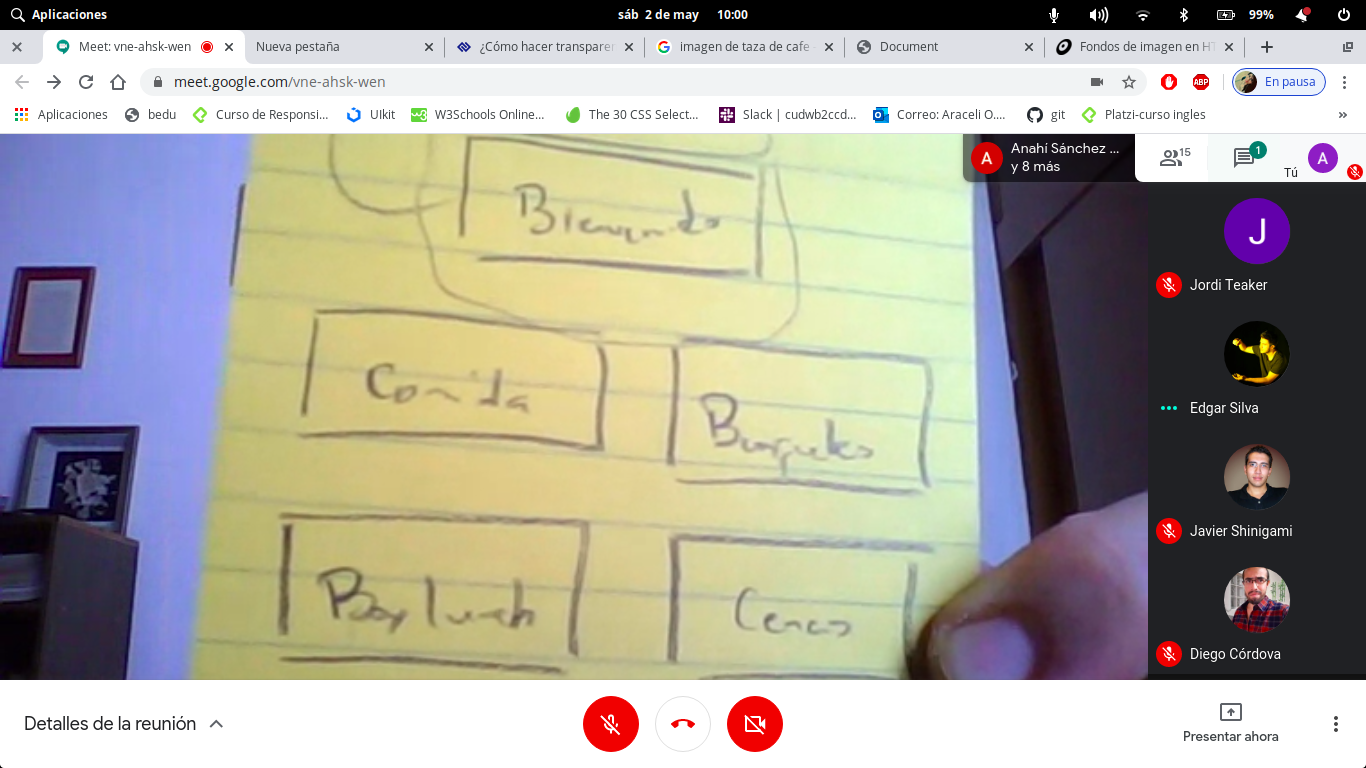 Aplicaciones
sáb 2 de may 10:00
99%
Meet: vne-ahsk-wen
Nueva pestaña
¿Cómo hacer transparen
imagen de taza de cafe -
Document
Fondos de imagen en HT
meet.google.com/vne-ahsk-wen
ABP
En pausa
Aplicaciones
bedu
Curso de Responsi...
UIkit
W3Schools Online...
The 30 CSS Select...
Slack | cudwb2ccd...
Correo: Araceli O....
git
Platzi-curso ingles
»
A
Anahí Sánchez ...
y 8 más
15
1
Tú
A
Bienvenido
Comida
Banquetes
Box lunch
Cenas
J
Jordi Teaker
Edgar Silva
Javier Shinigami
Diego Córdova
Detalles de la reunión
Presentar ahora